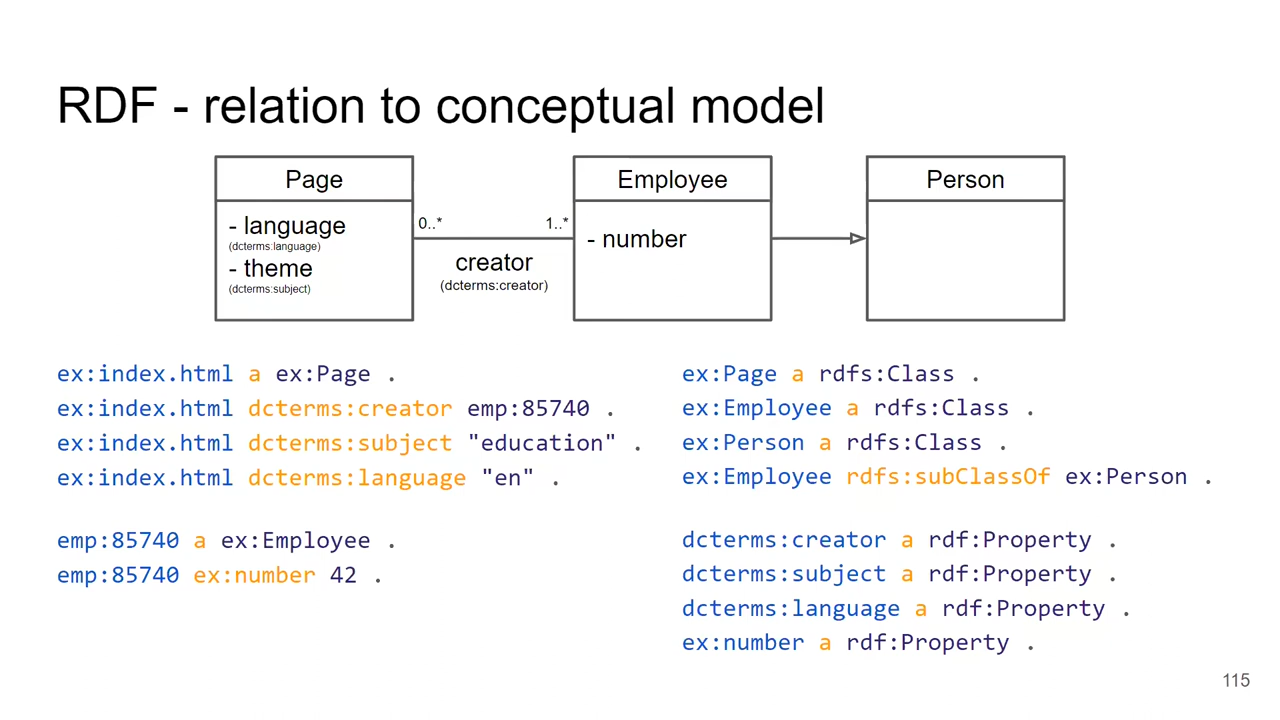 RDF - relation to conceptual model
Page
- language
(dcterms:language)
- theme
(dcterms:subject)
0..*
1..*
creator
(dcterms:creator)
Employee
- number
Person
ex:index.html a ex:Page .
ex:index.html dcterms:creator emp:85740 .
ex:index.html dcterms:subject "education" .
ex:index.html dcterms:language "en" .
emp:85740 a ex:Employee .
emp:85740 ex:number 42 .
ex:Page a rdfs:Class .
ex:Employee a rdfs:Class .
ex:Person a rdfs:Class .
ex:Employee rdfs:subClassOf ex:Person .
dcterms:creator a rdf:Property .
dcterms:subject a rdf:Property .
dcterms:language a rdf:Property .
ex:number a rdf:Property .
115